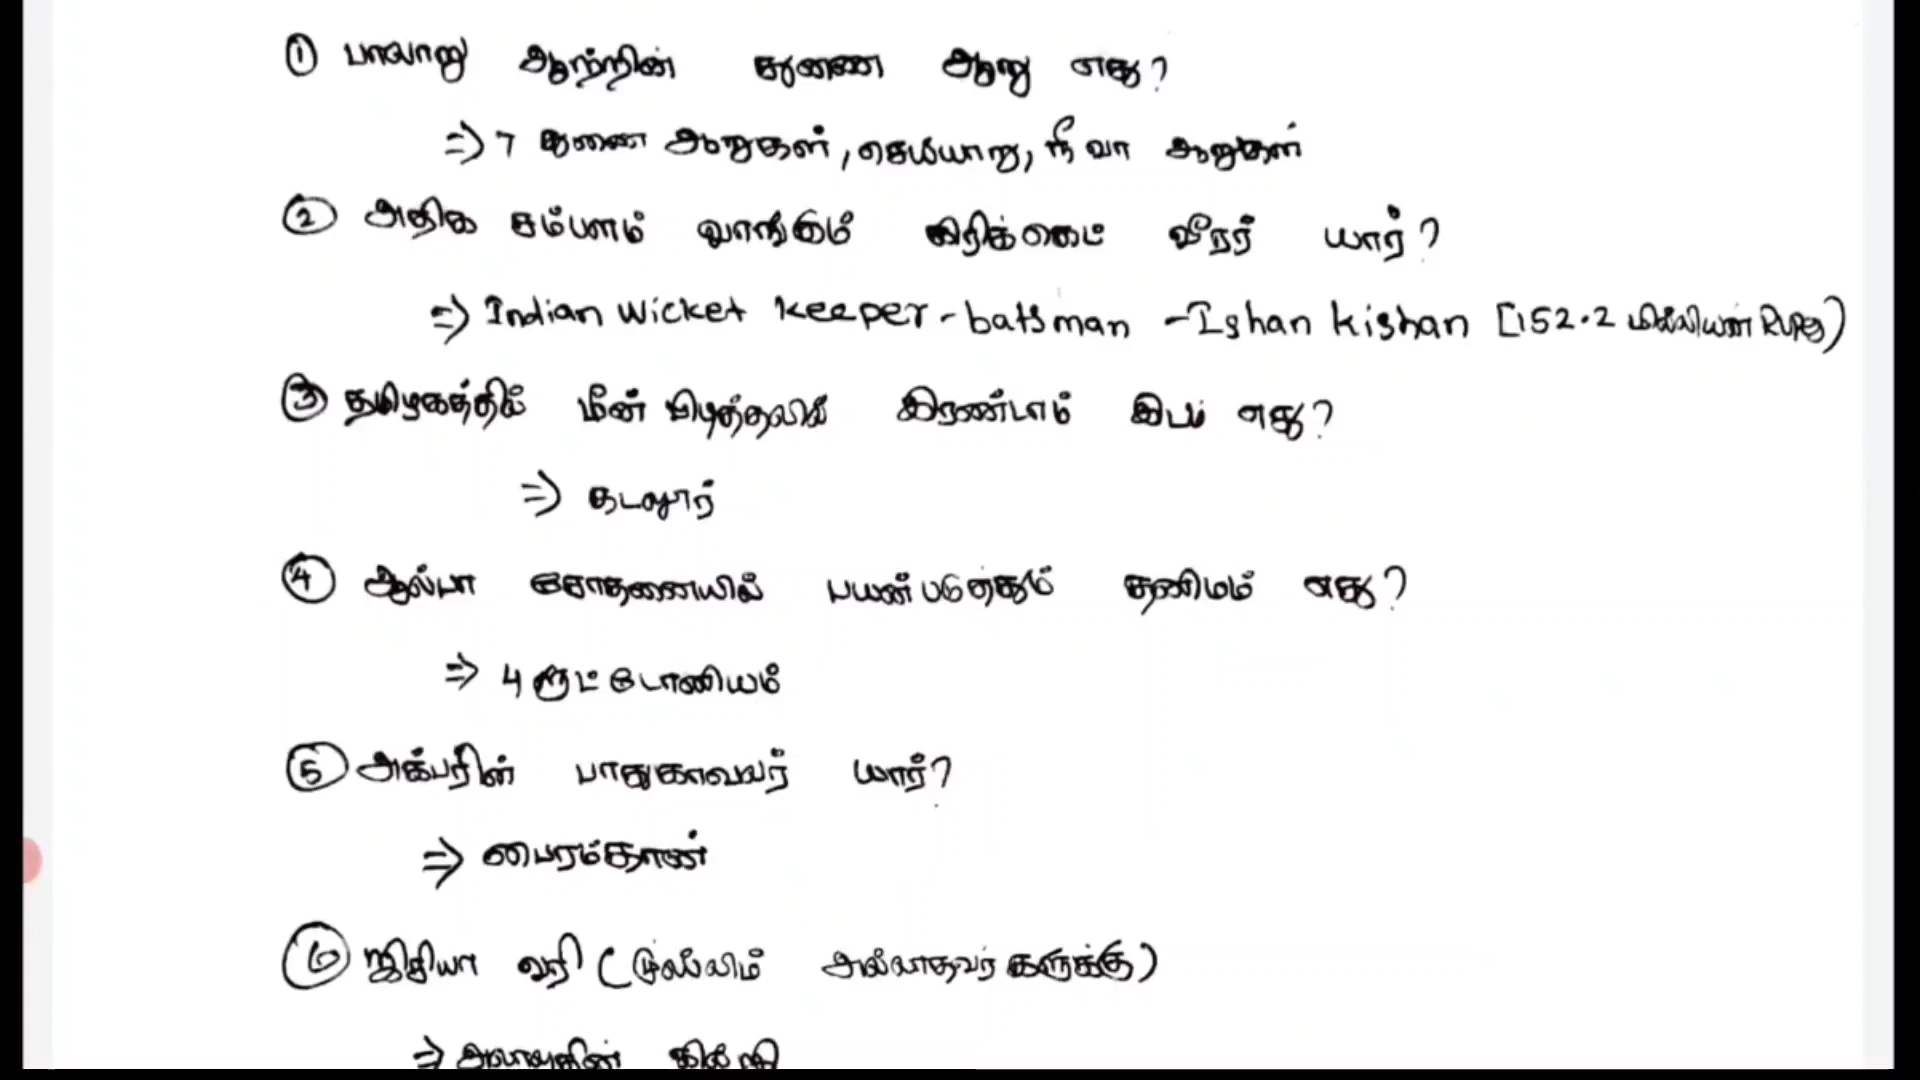 ① பாலாறு ஆற்றின் துணை ஆறு எது?
=> 7 துணை ஆறுகள், செய்யாறு, நீவா ஆறுகள்
② அதிக சம்பளம் வாங்கும் கிரிக்கெட் வீரர் யார்?
=> Indian Wicket keeper - batsman - Ishan kishan [152.2 மில்லியன்
③ தமிழகத்தில் மீன் பிடித்தலில் இரண்டாம் இடம் எது?
=> கடலூர்
④ ஆல்பா சோதனையில் பயன்படுத்தும் தனிமம் எது?
=> புளூட்டோனியம்
⑤ அக்பரின் பாதுகாவலர் யார்?
=> பைரம்கான்
⑥ ஜிசியா வரி (முஸ்லிம் அல்லாதவர்களுக்கு)
=>